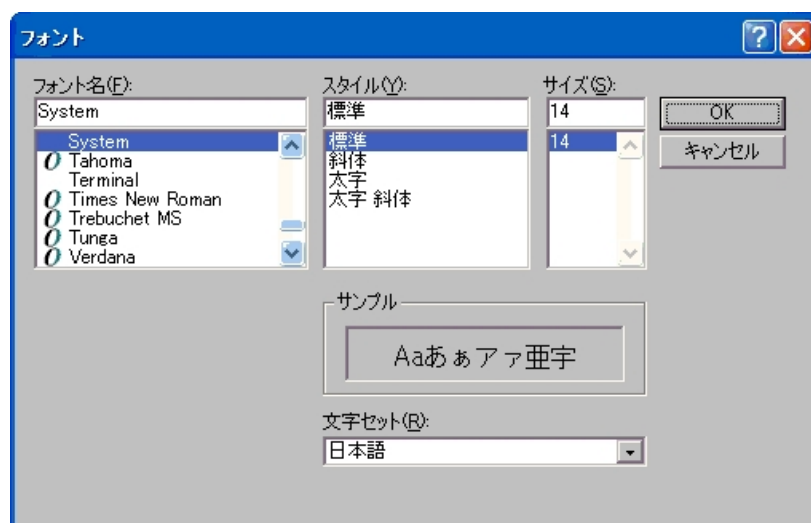 フォント
フォント名(F):
System
System
Tahoma
Terminal
Times New Roman
Trebuchet MS
Tunga
Verdana
スタイル(Y):
標準
標準
斜体
太字
太字 斜体
サイズ(S):
14
14
OK
キャンセル
サンプル
Aaあぁアァ亜宇
文字セット(R):
日本語